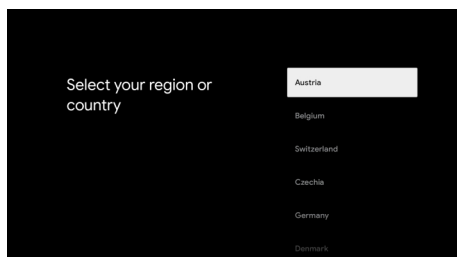 Select your region or
country
Austria
Belgium
Switzerland
Czechia
Germany
Denmark